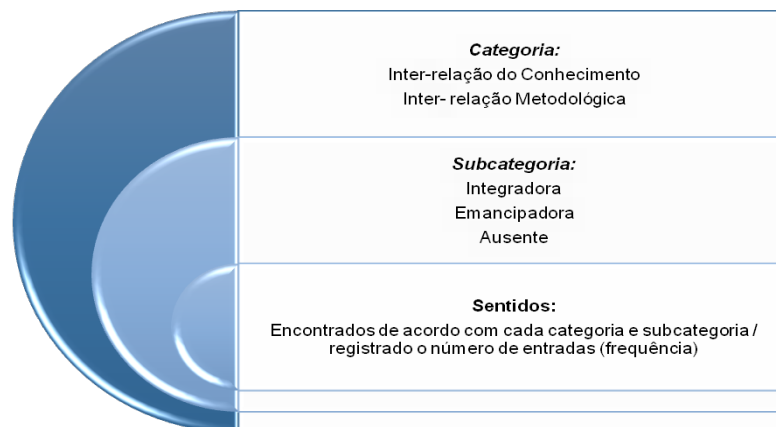 Categoria:
Inter-relação do Conhecimento
Inter- relação Metodológica
Subcategoria:
Integradora
Emancipadora
Ausente
Sentidos:
Encontrados de acordo com cada categoria e subcategoria /
registrado o número de entradas (frequência)